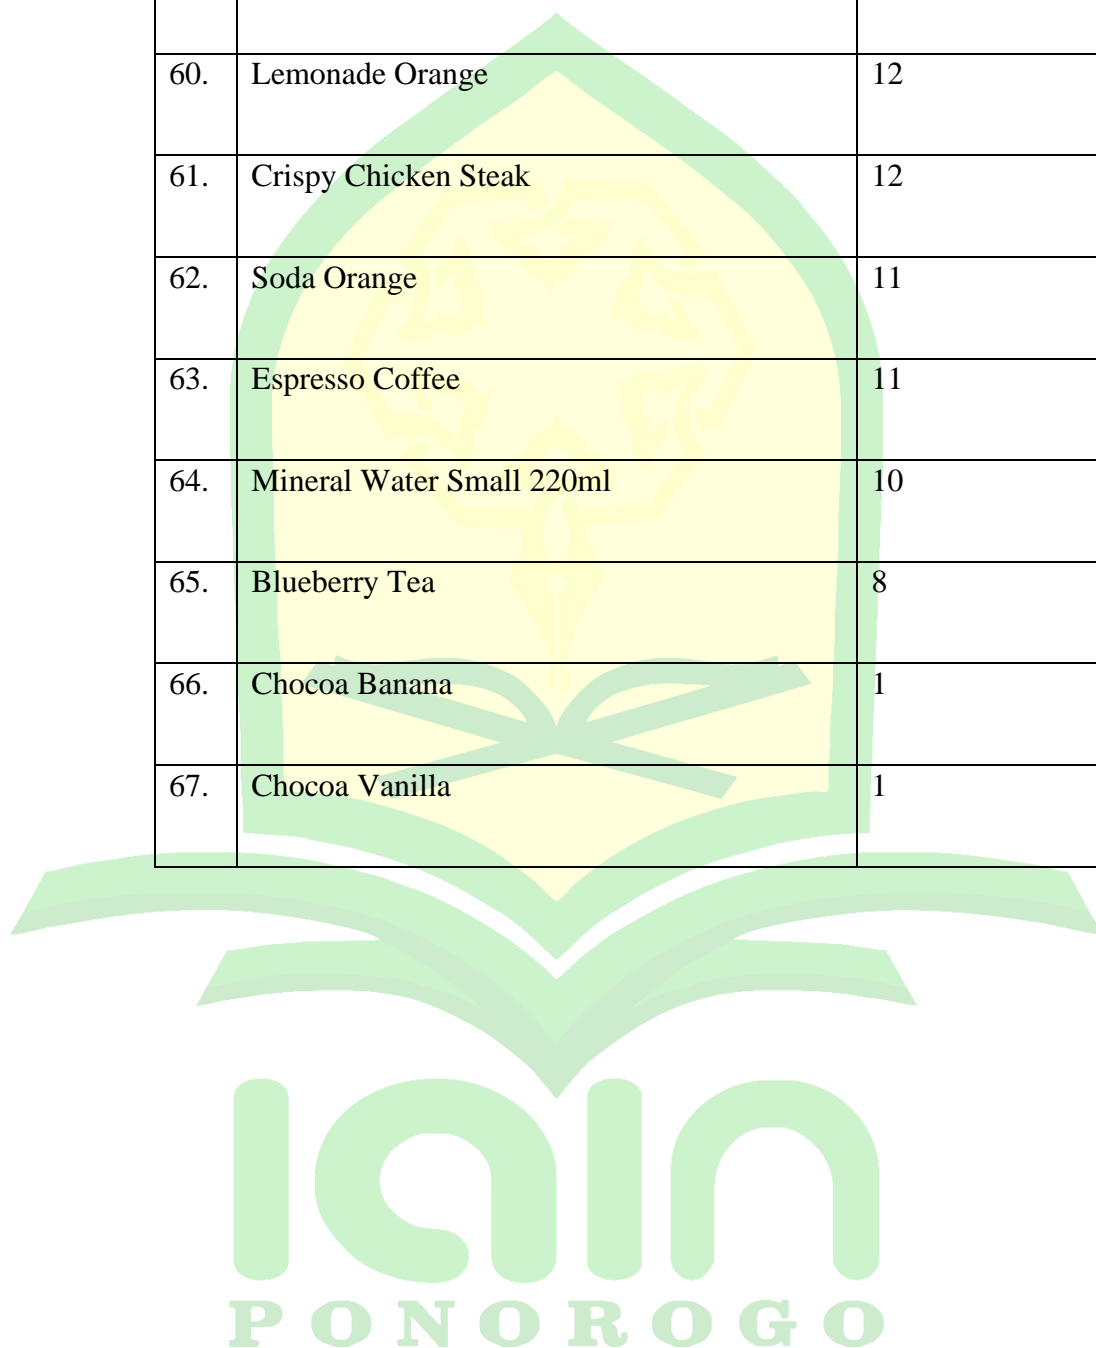 60. Lemonade Orange 12
61. Crispy Chicken Steak 12
62. Soda Orange 11
63. Espresso Coffee 11
64. Mineral Water Small 220ml 10
65. Blueberry Tea 8
66. Chocoa Banana 1
67. Chocoa Vanilla 1
iain
PONOROGO